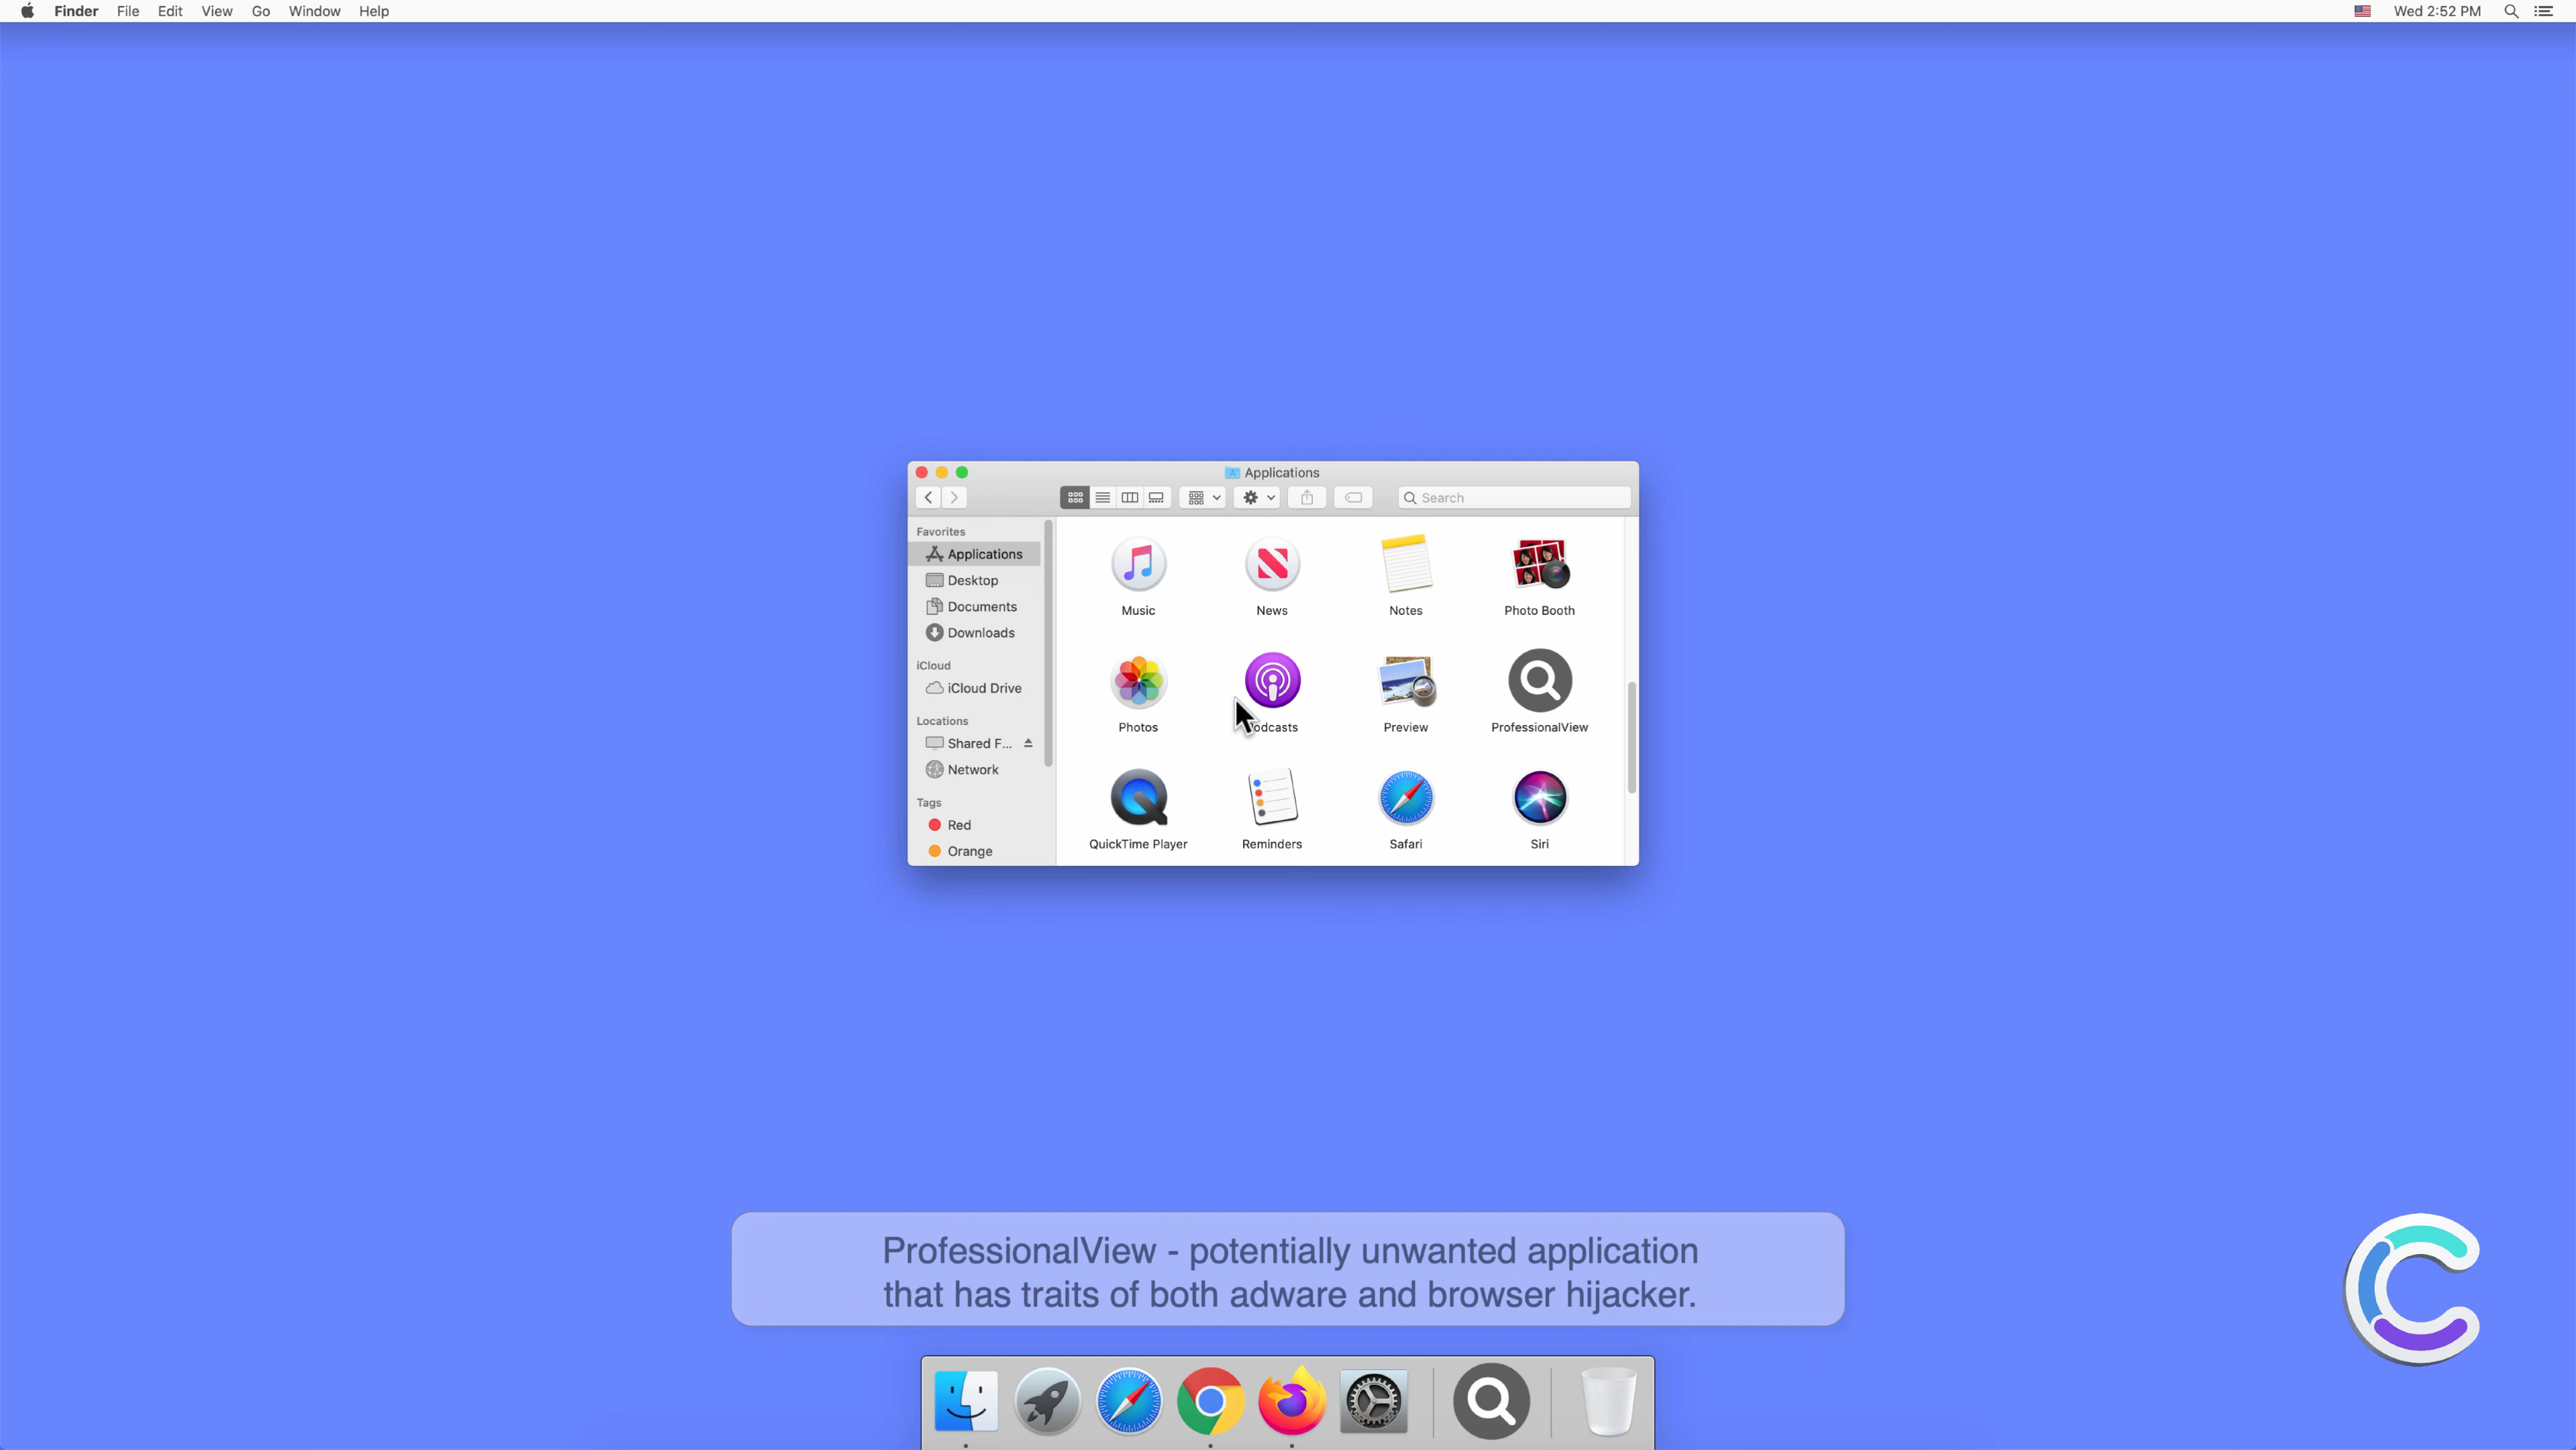 Finder File Edit View Go Window Help
Wed 2:52 PM
Applications
Search
Favorites
Applications
Desktop
Documents
Downloads
iCloud
iCloud Drive
Locations
Shared F...
Network
Tags
Red
Orange
Music News Notes Photo Booth
Photos odcasts Preview ProfessionalView
QuickTime Player Reminders Safari Siri
ProfessionalView - potentially unwanted application
that has traits of both adware and browser hijacker.